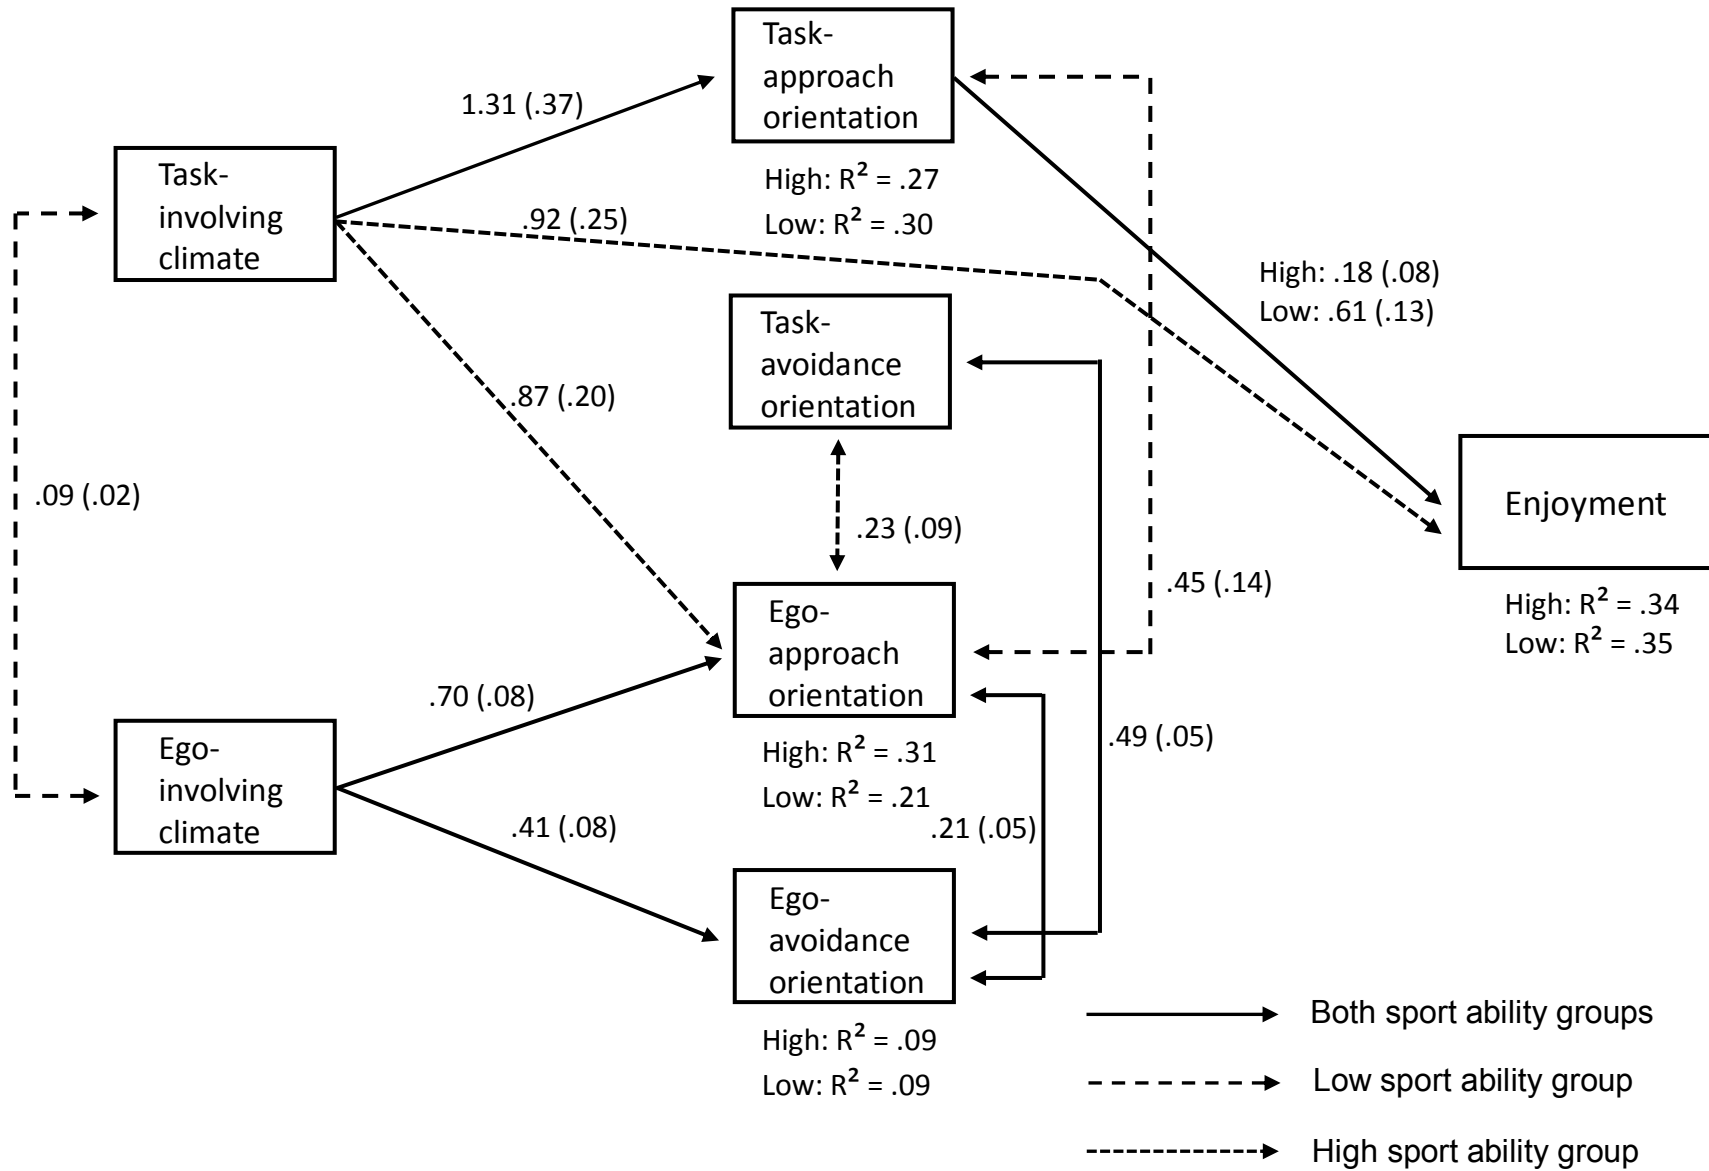 Task-
approach
orientation
1.31 (.37)
High: R² = .27
Low: R² = .30
Task-
involving
climate
.92 (.25)
High: .18 (.08)
Low: .61 (.13)
Task-
avoidance
orientation
.87 (.20)
.09 (.02)
.23 (.09)
Enjoyment
High: R² = .34
Low: R² = .35
.45 (.14)
Ego-
approach
orientation
.70 (.08)
High: R² = .31
Low: R² = .21
.49 (.05)
Ego-
involving
climate
.41 (.08)
.21 (.05)
Ego-
avoidance
orientation
High: R² = .09
Low: R² = .09
Both sport ability groups
Low sport ability group
High sport ability group